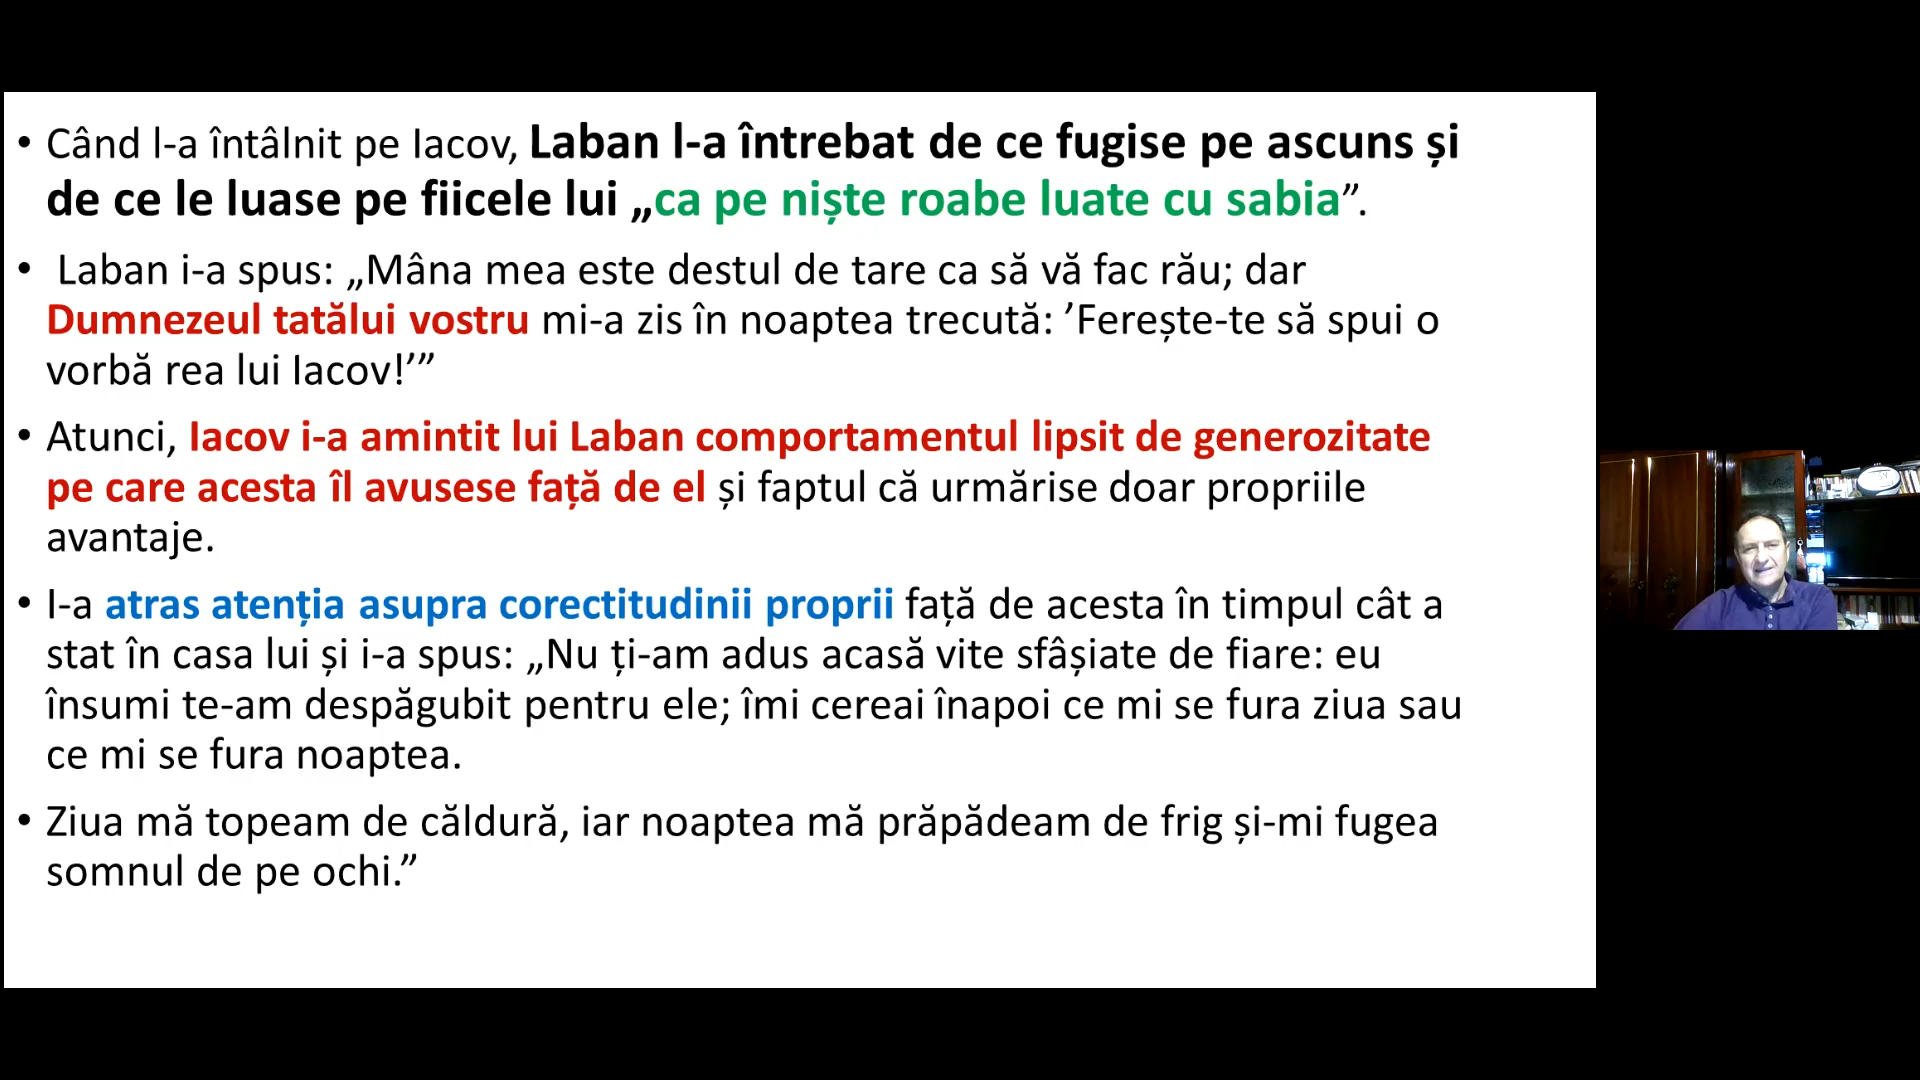 • Când l-a întâlnit pe Iacov, Laban l-a întrebat de ce fugise pe ascuns și
de ce le luase pe fiicele lui „ca pe niște roabe luate cu sabia”.
• Laban i-a spus: „Mâna mea este destul de tare ca să vă fac rău; dar
Dumnezeul tatălui vostru mi-a zis în noaptea trecută: ’Ferește-te să spui o
vorbă rea lui Iacov!’”
• Atunci, Iacov i-a amintit lui Laban comportamentul lipsit de generozitate
pe care acesta îl avusese față de el și faptul că urmărise doar propriile
avantaje.
• I-a atras atenția asupra corectitudinii proprii față de acesta în timpul cât a
stat în casa lui și i-a spus: „Nu ți-am adus acasă vite sfâșiate de fiare: eu
însumi te-am despăgubit pentru ele; îmi cereai înapoi ce mi se fura ziua sau
ce mi se fura noaptea.
• Ziua mă topeam de căldură, iar noaptea mă prăpădeam de frig și-mi fugea
somnul de pe ochi.”